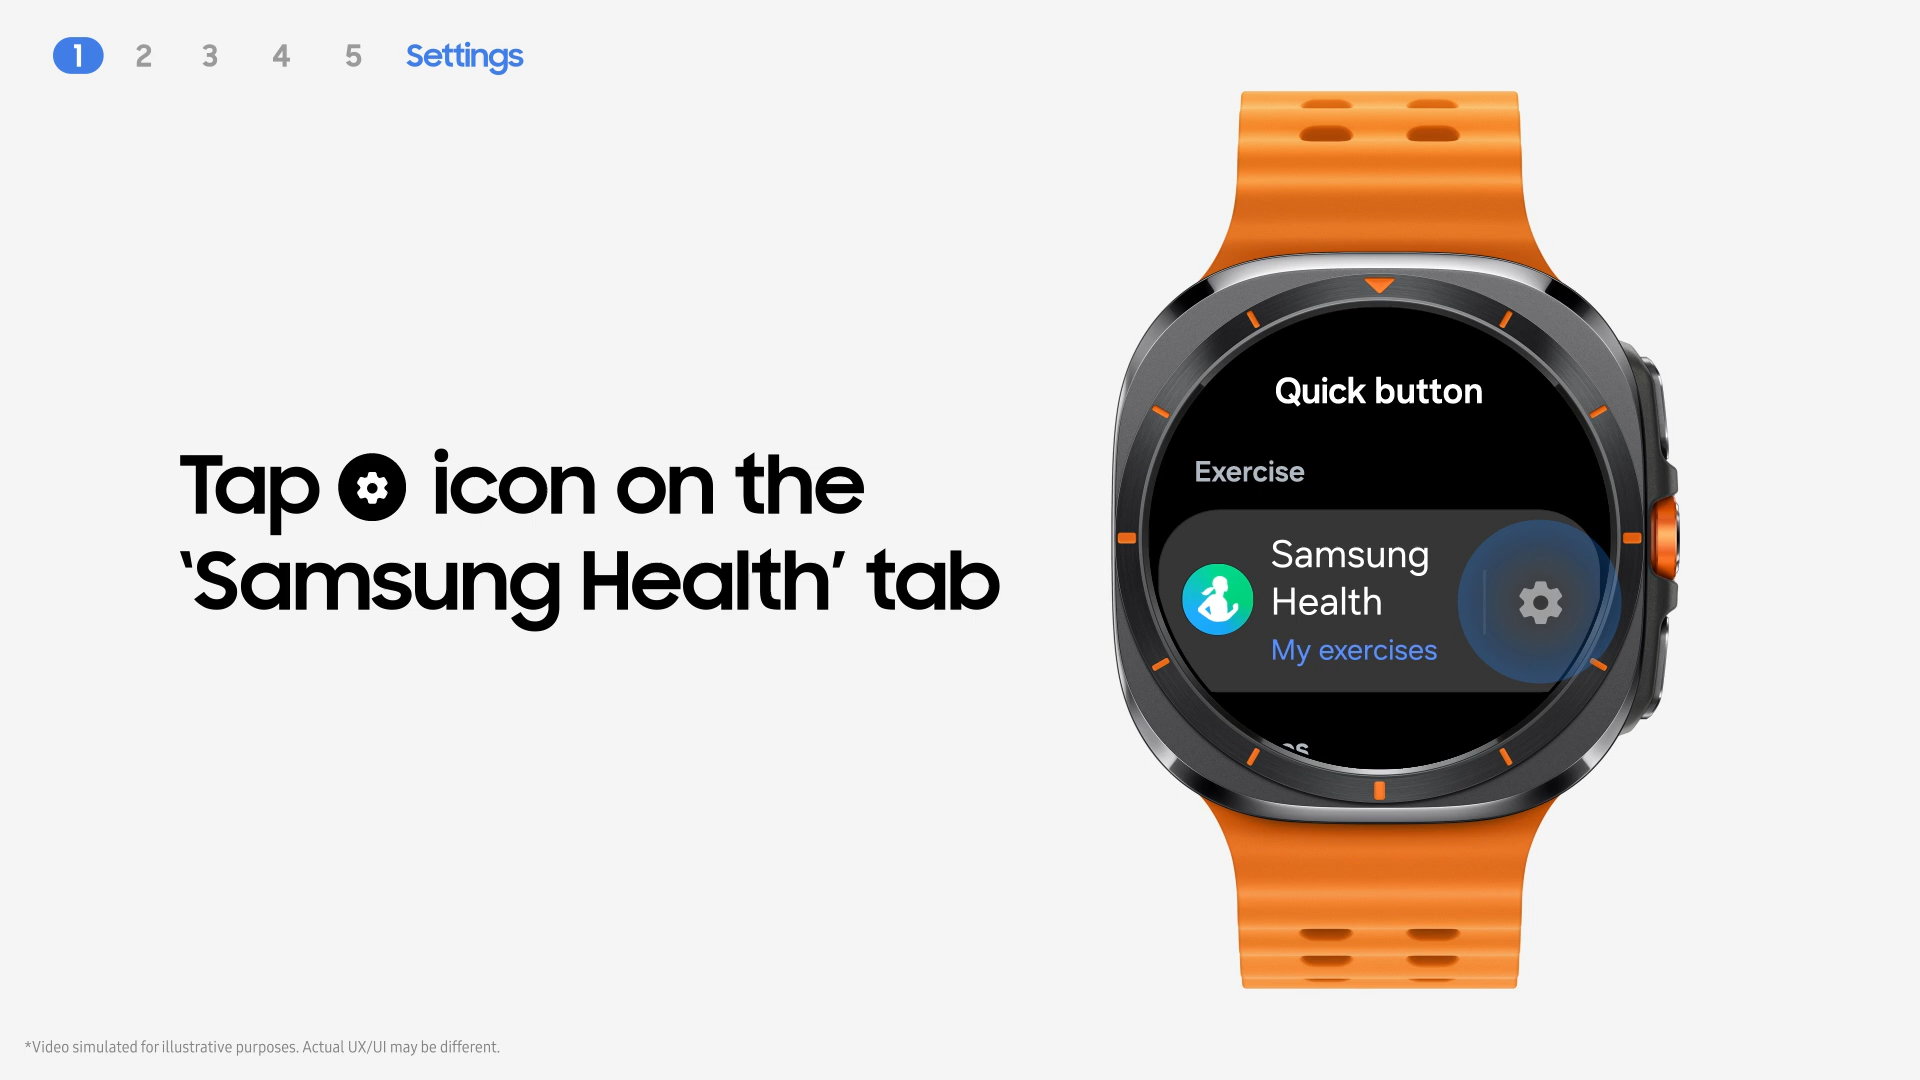 1 2 3 4 5 Settings
Tap icon on the
‘Samsung Health’ tab
Quick button
Exercise
Samsung
Health
My exercises
*Video simulated for illustrative purposes. Actual UX/UI may be different.